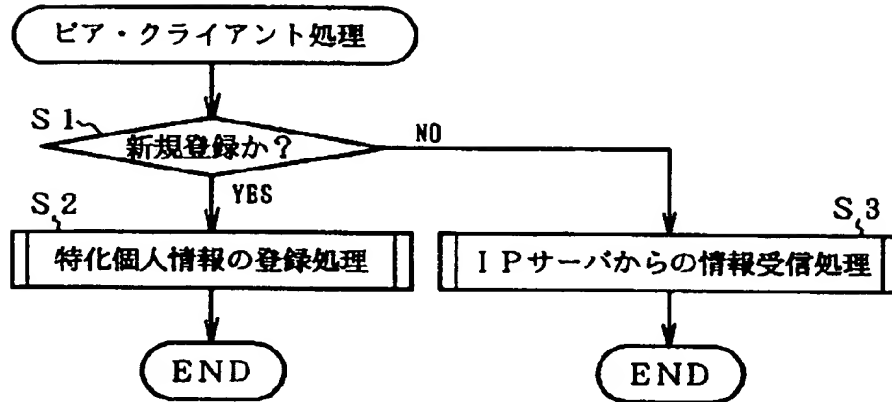 ピア・クライアント処理
S1
新規登録か？
NO
YES
S2
特化個人情報の登録処理
S3
IPサーバからの情報受信処理
END
END